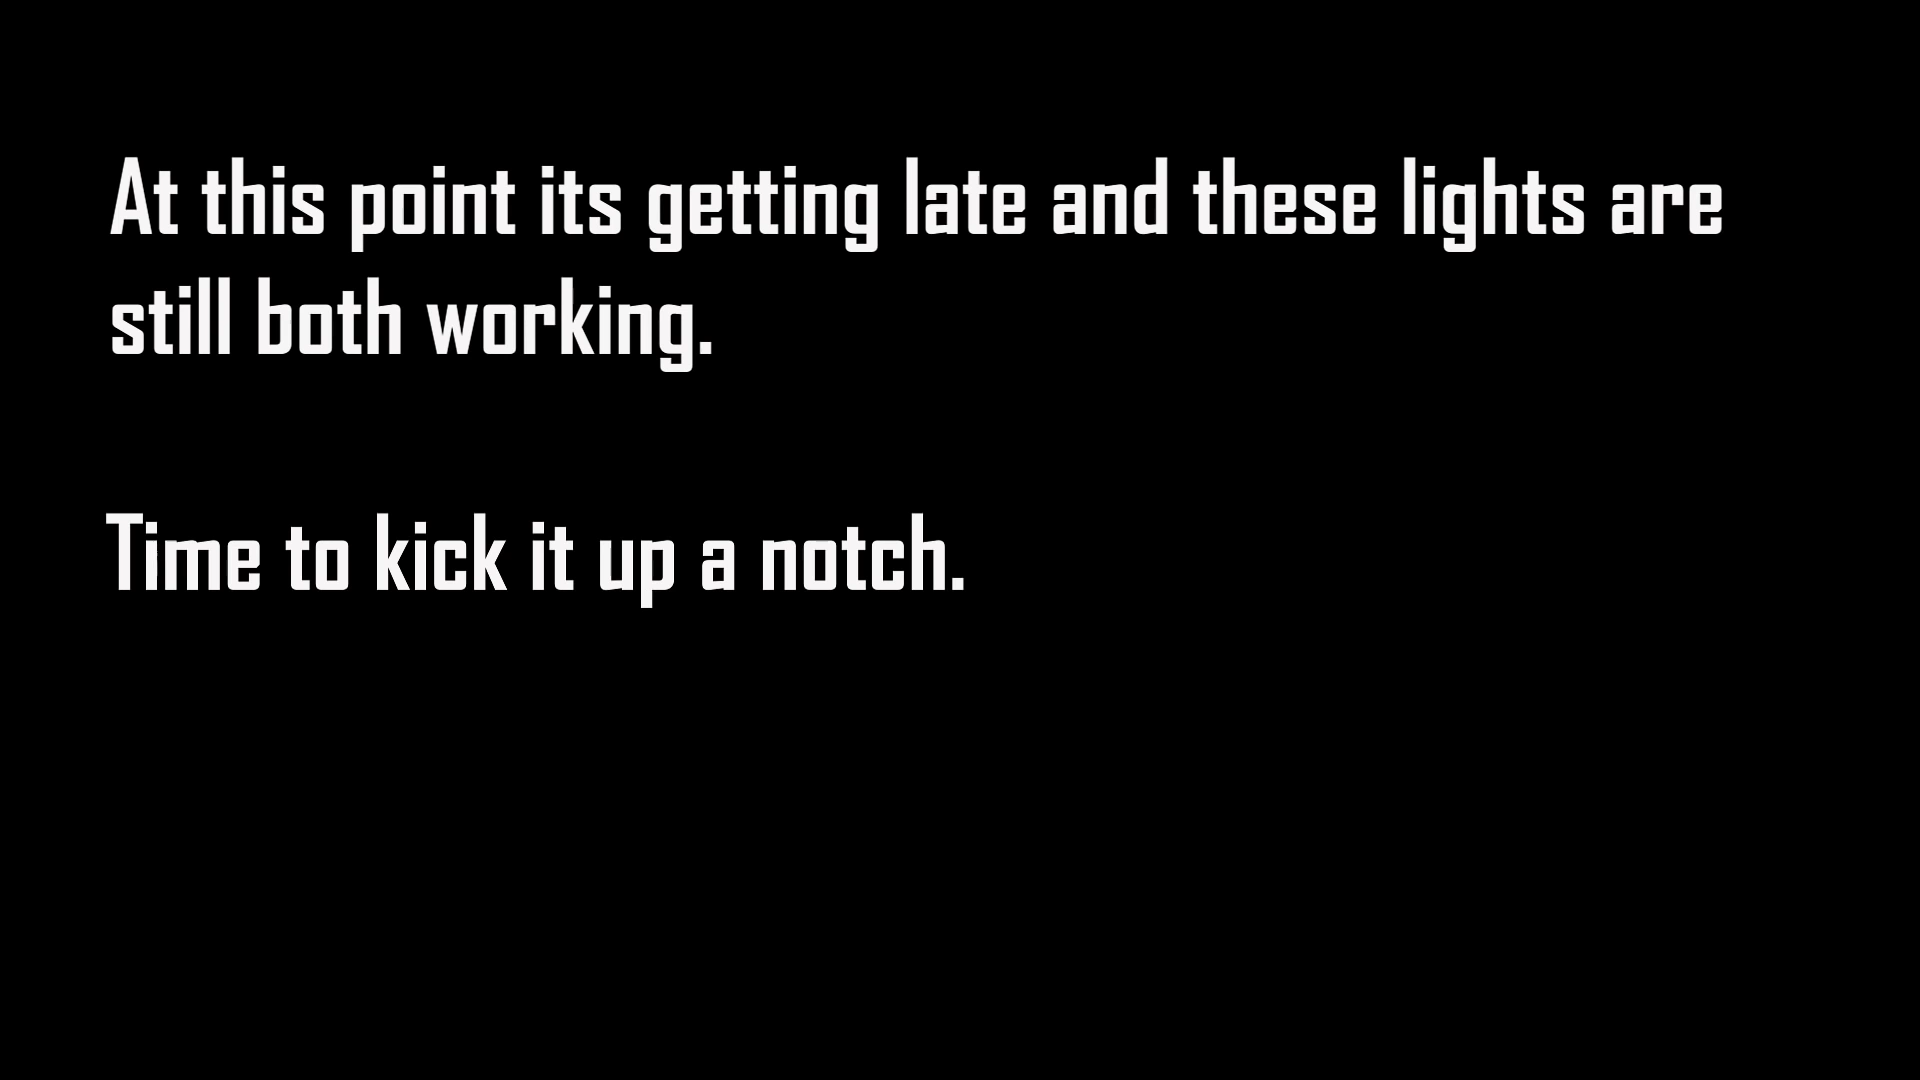 At this point its getting late and these lights are
still both working.
Time to kick it up a notch.